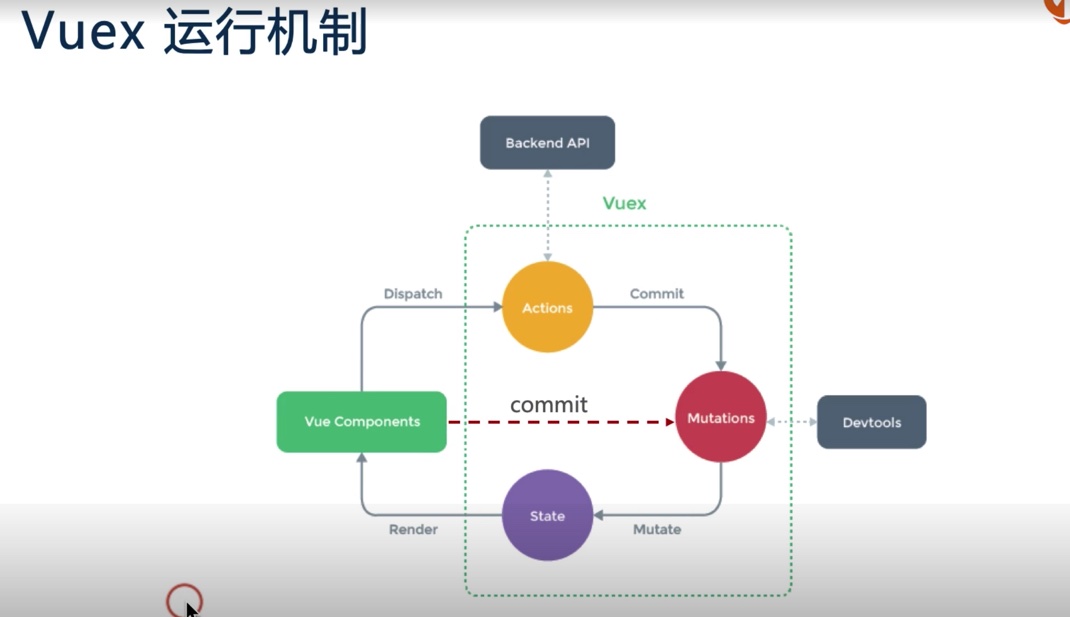 Vuex 运行机制
Backend API
Vuex
Dispatch
Commit
Actions
commit
Vue Components
Mutations
Devtools
State
Render
Mutate